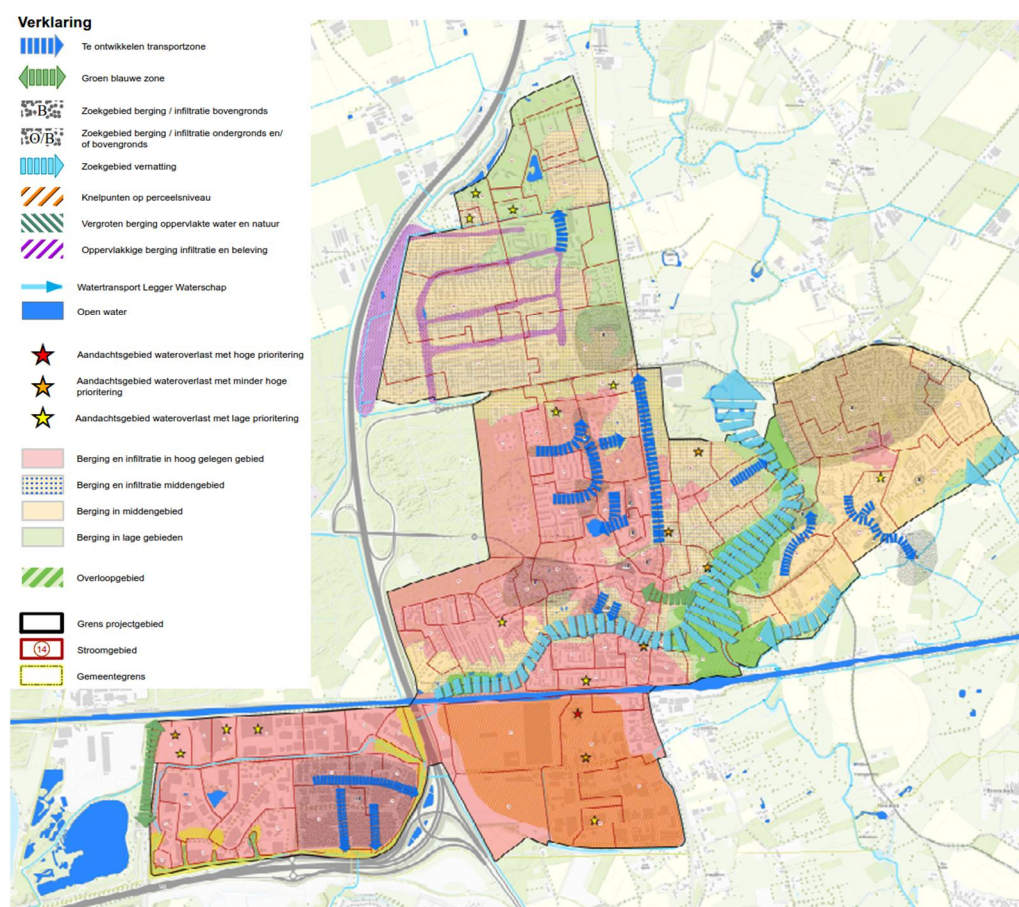 Verklaring
Te ontwikkelen transportzone
Groen blauwe zone
B
Zoekgebied berging / infiltratie bovengronds
O/B
Zoekgebied berging / infiltratie ondergronds en/
of bovengronds
Zoekgebied vernatting
Knelpunten op perceelsniveau
Vergroten berging oppervlakte water en natuur
Oppervlakkige berging infiltratie en beleving
Watertransport Legger Waterschap
Open water
Aandachtsgebied wateroverlast met hoge prioritering
Aandachtsgebied wateroverlast met minder hoge
prioritering
Aandachtsgebied wateroverlast met lage prioritering
Berging en infiltratie in hoog gelegen gebied
Berging en infiltratie middengebied
Berging in middengebied
Berging in lage gebieden
Overloopgebied
Grens projectgebied
14
Stroomgebied
Gemeentegrens